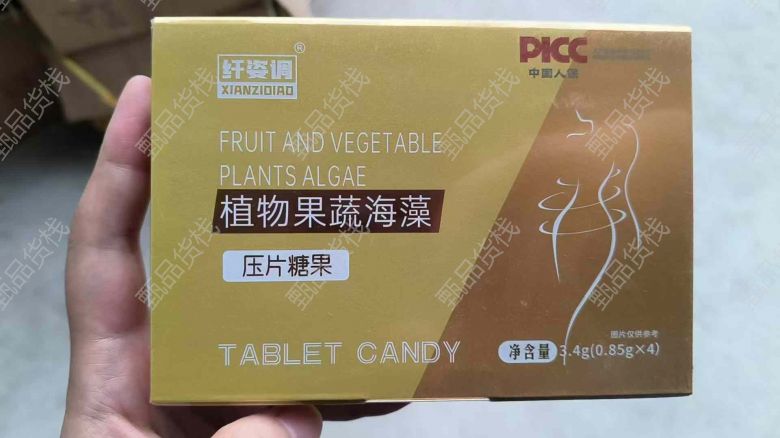 纤姿调®
XIANZIDIAO
PICC
中国人保
FRUIT AND VEGETABLE
PLANTS ALGAE
植物果蔬海藻
压片糖果
图片仅供参考
TABLET CANDY
净含量 3.4g(0.85g×4)
甄品货栈